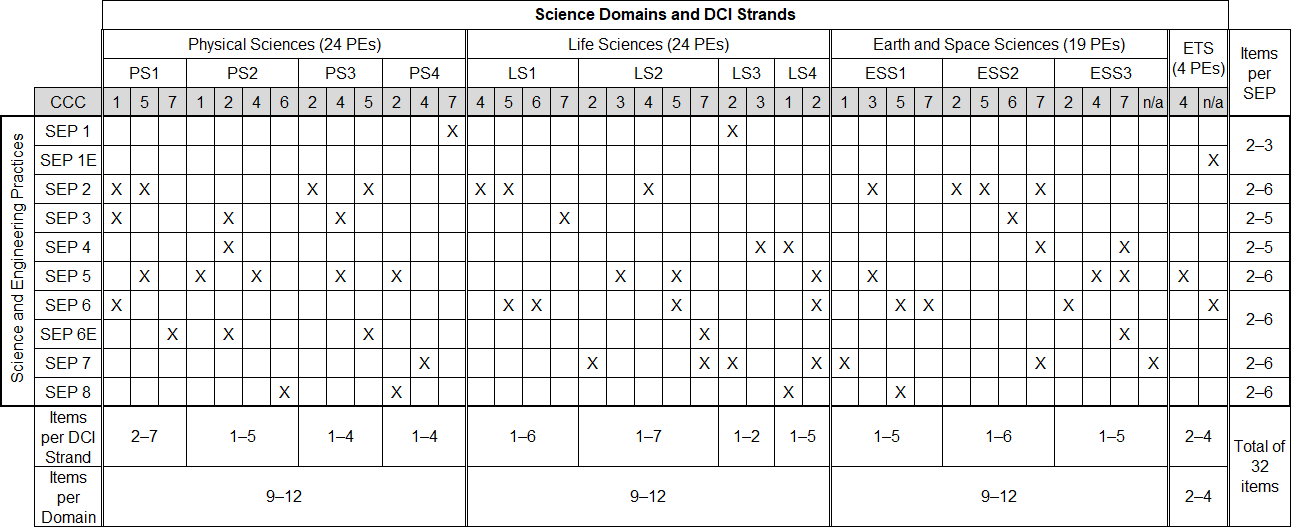 Science Domains and DCI Strands
Physical Sciences (24 PEs) Life Sciences (24 PEs) Earth and Space Sciences (19 PEs) ETS (4 PEs) Items per SEP
PS1 PS2 PS3 PS4 LS1 LS2 LS3 LS4 ESS1 ESS2 ESS3
CCC 1 5 7 1 2 4 6 2 4 5 2 4 7 4 5 6 7 2 3 4 5 7 2 3 1 2 1 3 5 7 2 5 6 7 2 4 7 n/a 4 n/a
Science and Engineering Practices
SEP 1 X X 2–3
SEP 1E X
SEP 2 X X X X X X X X X X X 2–6
SEP 3 X X X X X 2–5
SEP 4 X X X X X 2–5
SEP 5 X X X X X X X X X X X X 2–6
SEP 6 X X X X X X X X X 2–6
SEP 6E X X X X X
SEP 7 X X X X X X X X 2–6
SEP 8 X X X X 2–6
Items per DCI Strand 2–7 1–5 1–4 1–4 1–6 1–7 1–2 1–5 1–5 1–6 1–5 2–4 Total of 32 items
Items per Domain 9–12 9–12 9–12 2–4